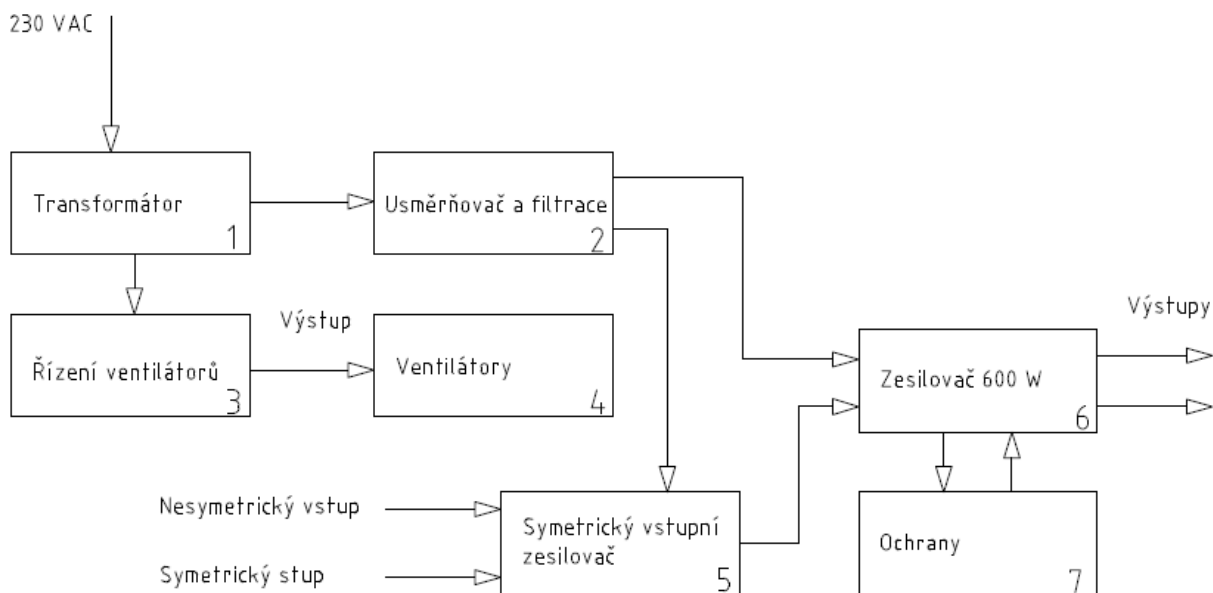 230 VAC
Transformátor
1
Usměrňovač a filtrace
2
Řízení ventilátorů
3
Výstup
Ventilátory
4
Výstupy
Zesilovač 600 W
6
Nesymetrický vstup
Symetrický stup
Symetrický vstupní
zesilovač
5
Ochrany
7